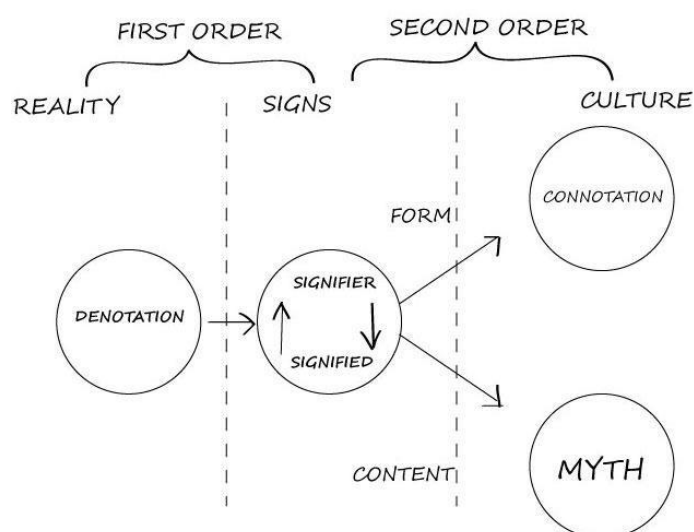 FIRST ORDER
SECOND ORDER
REALITY
SIGNS
CULTURE
CONNOTATION
FORM
SIGNIFIER
DENOTATION
SIGNIFIED
MYTH
CONTENT